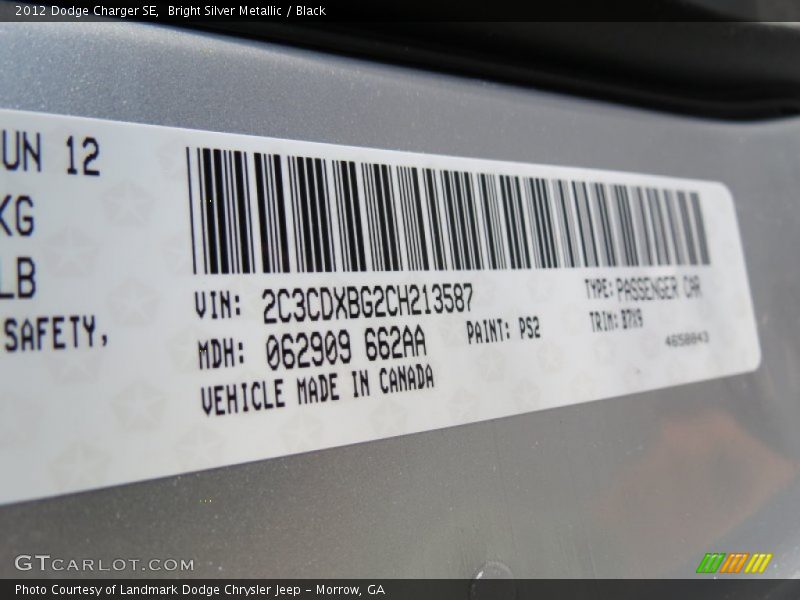 2012 Dodge Charger SE,  Bright Silver Metallic / Black
UN 12
KG
LB
SAFETY,
VIN: 2C3CDXBG2CH213587
TYPE: PASSENGER CAR
MDH: 062909 662AA
PAINT: PS2
TRIM: B7X9
4658843
VEHICLE MADE IN CANADA
GTCARLOT.COM
Photo Courtesy of Landmark Dodge Chrysler Jeep – Morrow, GA